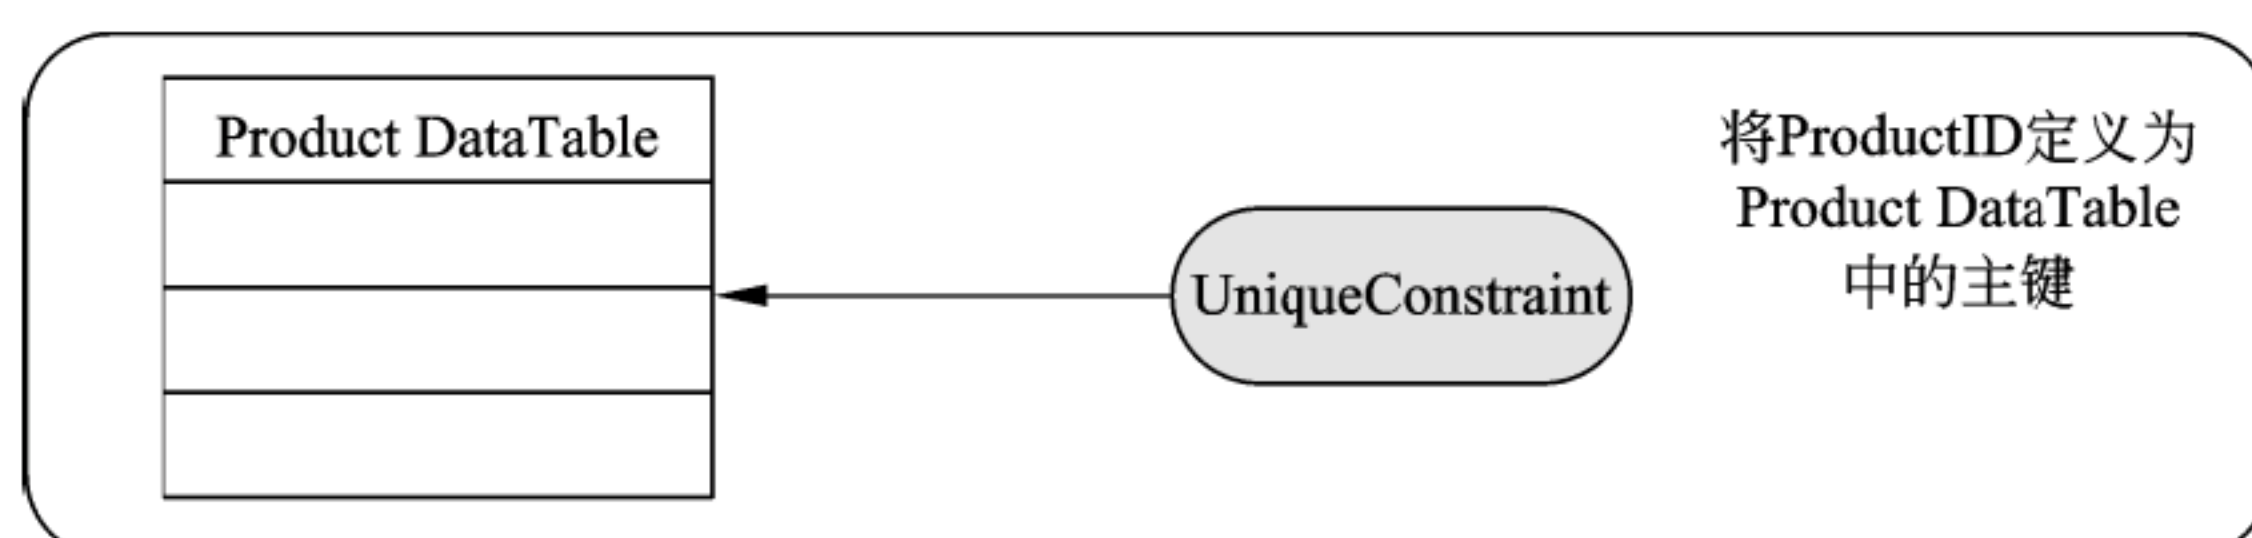 Product DataTable
UniqueConstraint
将ProductID定义为
Product DataTable
中的主键